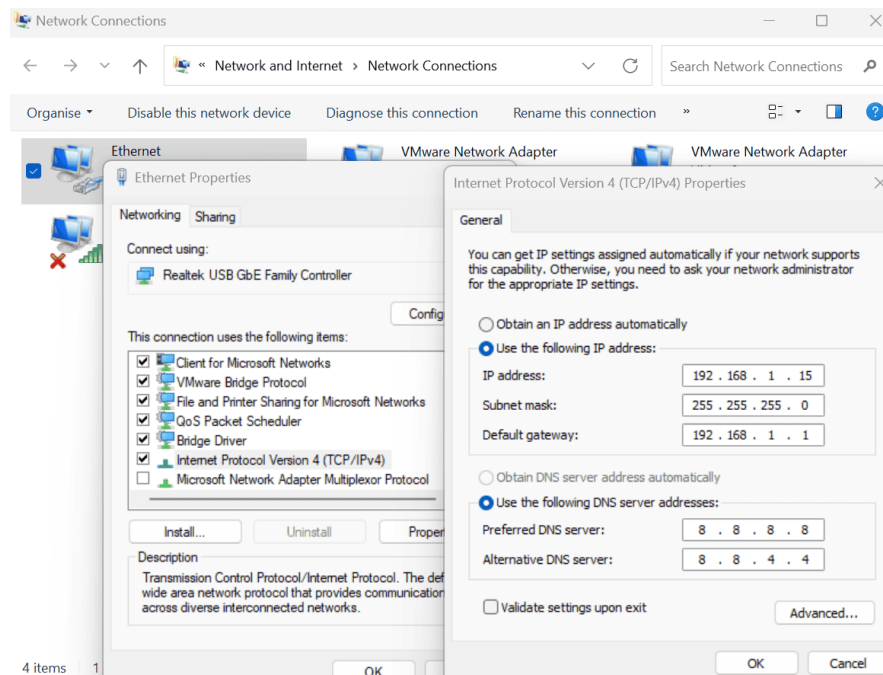 Network Connections
« Network and Internet > Network Connections
Search Network Connections
Organise
Disable this network device
Diagnose this connection
Rename this connection
»
Ethernet
VMware Network Adapter
VMware Network Adapter
Ethernet Properties
Networking
Sharing
Connect using:
Realtek USB GbE Family Controller
Config
This connection uses the following items:
Client for Microsoft Networks
VMware Bridge Protocol
File and Printer Sharing for Microsoft Networks
QoS Packet Scheduler
Bridge Driver
Internet Protocol Version 4 (TCP/IPv4)
Microsoft Network Adapter Multiplexor Protocol
Install...
Uninstall
Proper
Description
Transmission Control Protocol/Internet Protocol. The def
wide area network protocol that provides communication
across diverse interconnected networks.
OK
4 items
1
Internet Protocol Version 4 (TCP/IPv4) Properties
General
You can get IP settings assigned automatically if your network supports
this capability. Otherwise, you need to ask your network administrator
for the appropriate IP settings.
Obtain an IP address automatically
Use the following IP address:
IP address: 192 . 168 . 1 . 15
Subnet mask: 255 . 255 . 255 . 0
Default gateway: 192 . 168 . 1 . 1
Obtain DNS server address automatically
Use the following DNS server addresses:
Preferred DNS server: 8 . 8 . 8 . 8
Alternative DNS server: 8 . 8 . 4 . 4
Validate settings upon exit
Advanced...
OK
Cancel